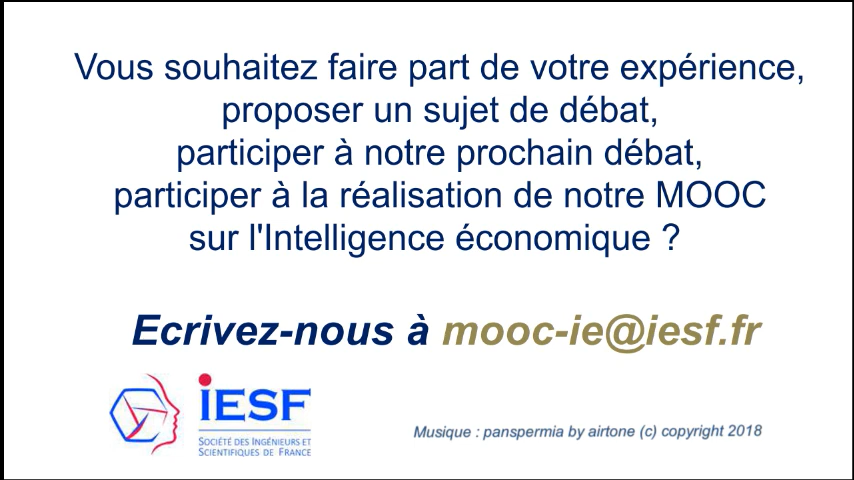 Vous souhaitez faire part de votre expérience,
proposer un sujet de débat,
participer à notre prochain débat,
participer à la réalisation de notre MOOC
sur l'Intelligence économique ?
Ecrivez-nous à mooc-ie@iesf.fr
iESF
SOCIÉTÉ DES INGÉNIEURS ET
SCIENTIFIQUES DE FRANCE
Musique : panspermia by airtone (c) copyright 2018